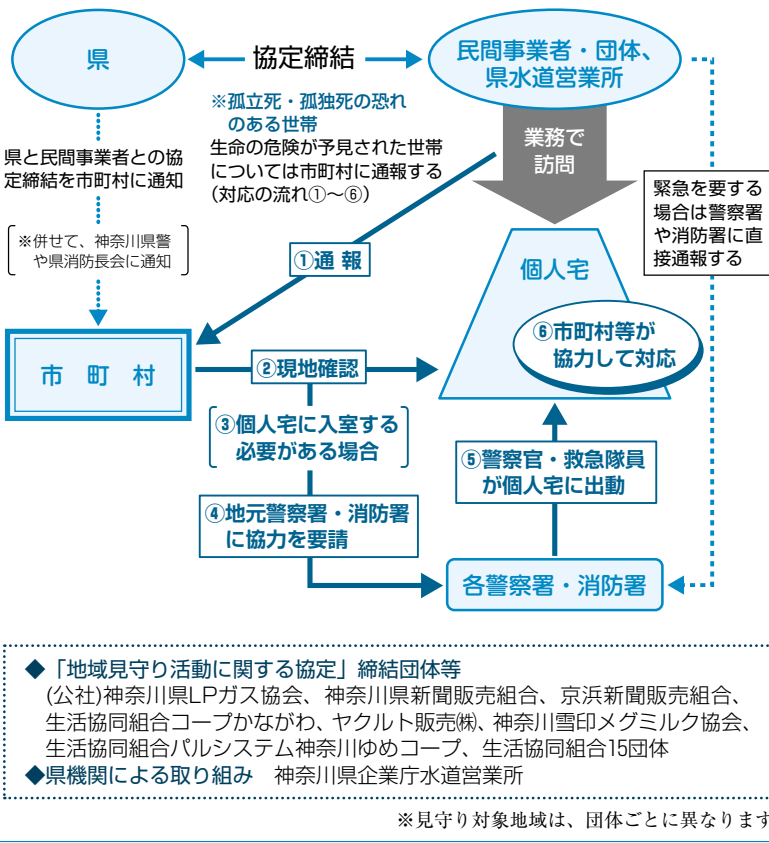 県
協定締結
民間事業者・団体、
県水道営業所
※孤立死・孤独死の恐れ
のある世帯
生命の危険が予見された世帯
については市町村に通報する
(対応の流れ①~⑥)
業務で
訪問
県と民間事業者との協
定締結を市町村に通知
※併せて、神奈川県警
や県消防長会に通知
緊急を要する
場合は警察署
や消防署に直
接通報する
①通 報
個人宅
⑥市町村等が
協力して対応
市 町 村
②現地確認
③個人宅に入室する
必要がある場合
④地元警察署・消防署
に協力を要請
⑤警察官・救急隊員
が個人宅に出動
各警察署・消防署
◆「地域見守り活動に関する協定」締結団体等
(公社)神奈川県LPガス協会、神奈川県新聞販売組合、京浜新聞販売組合、
生活協同組合コープかながわ、ヤクルト販売㈱、神奈川雪印メグミルク協会、
生活協同組合パルシステム神奈川ゆめコープ、生活協同組合15団体
◆県機関による取り組み 神奈川県企業庁水道営業所
※見守り対象地域は、団体ごとに異なります